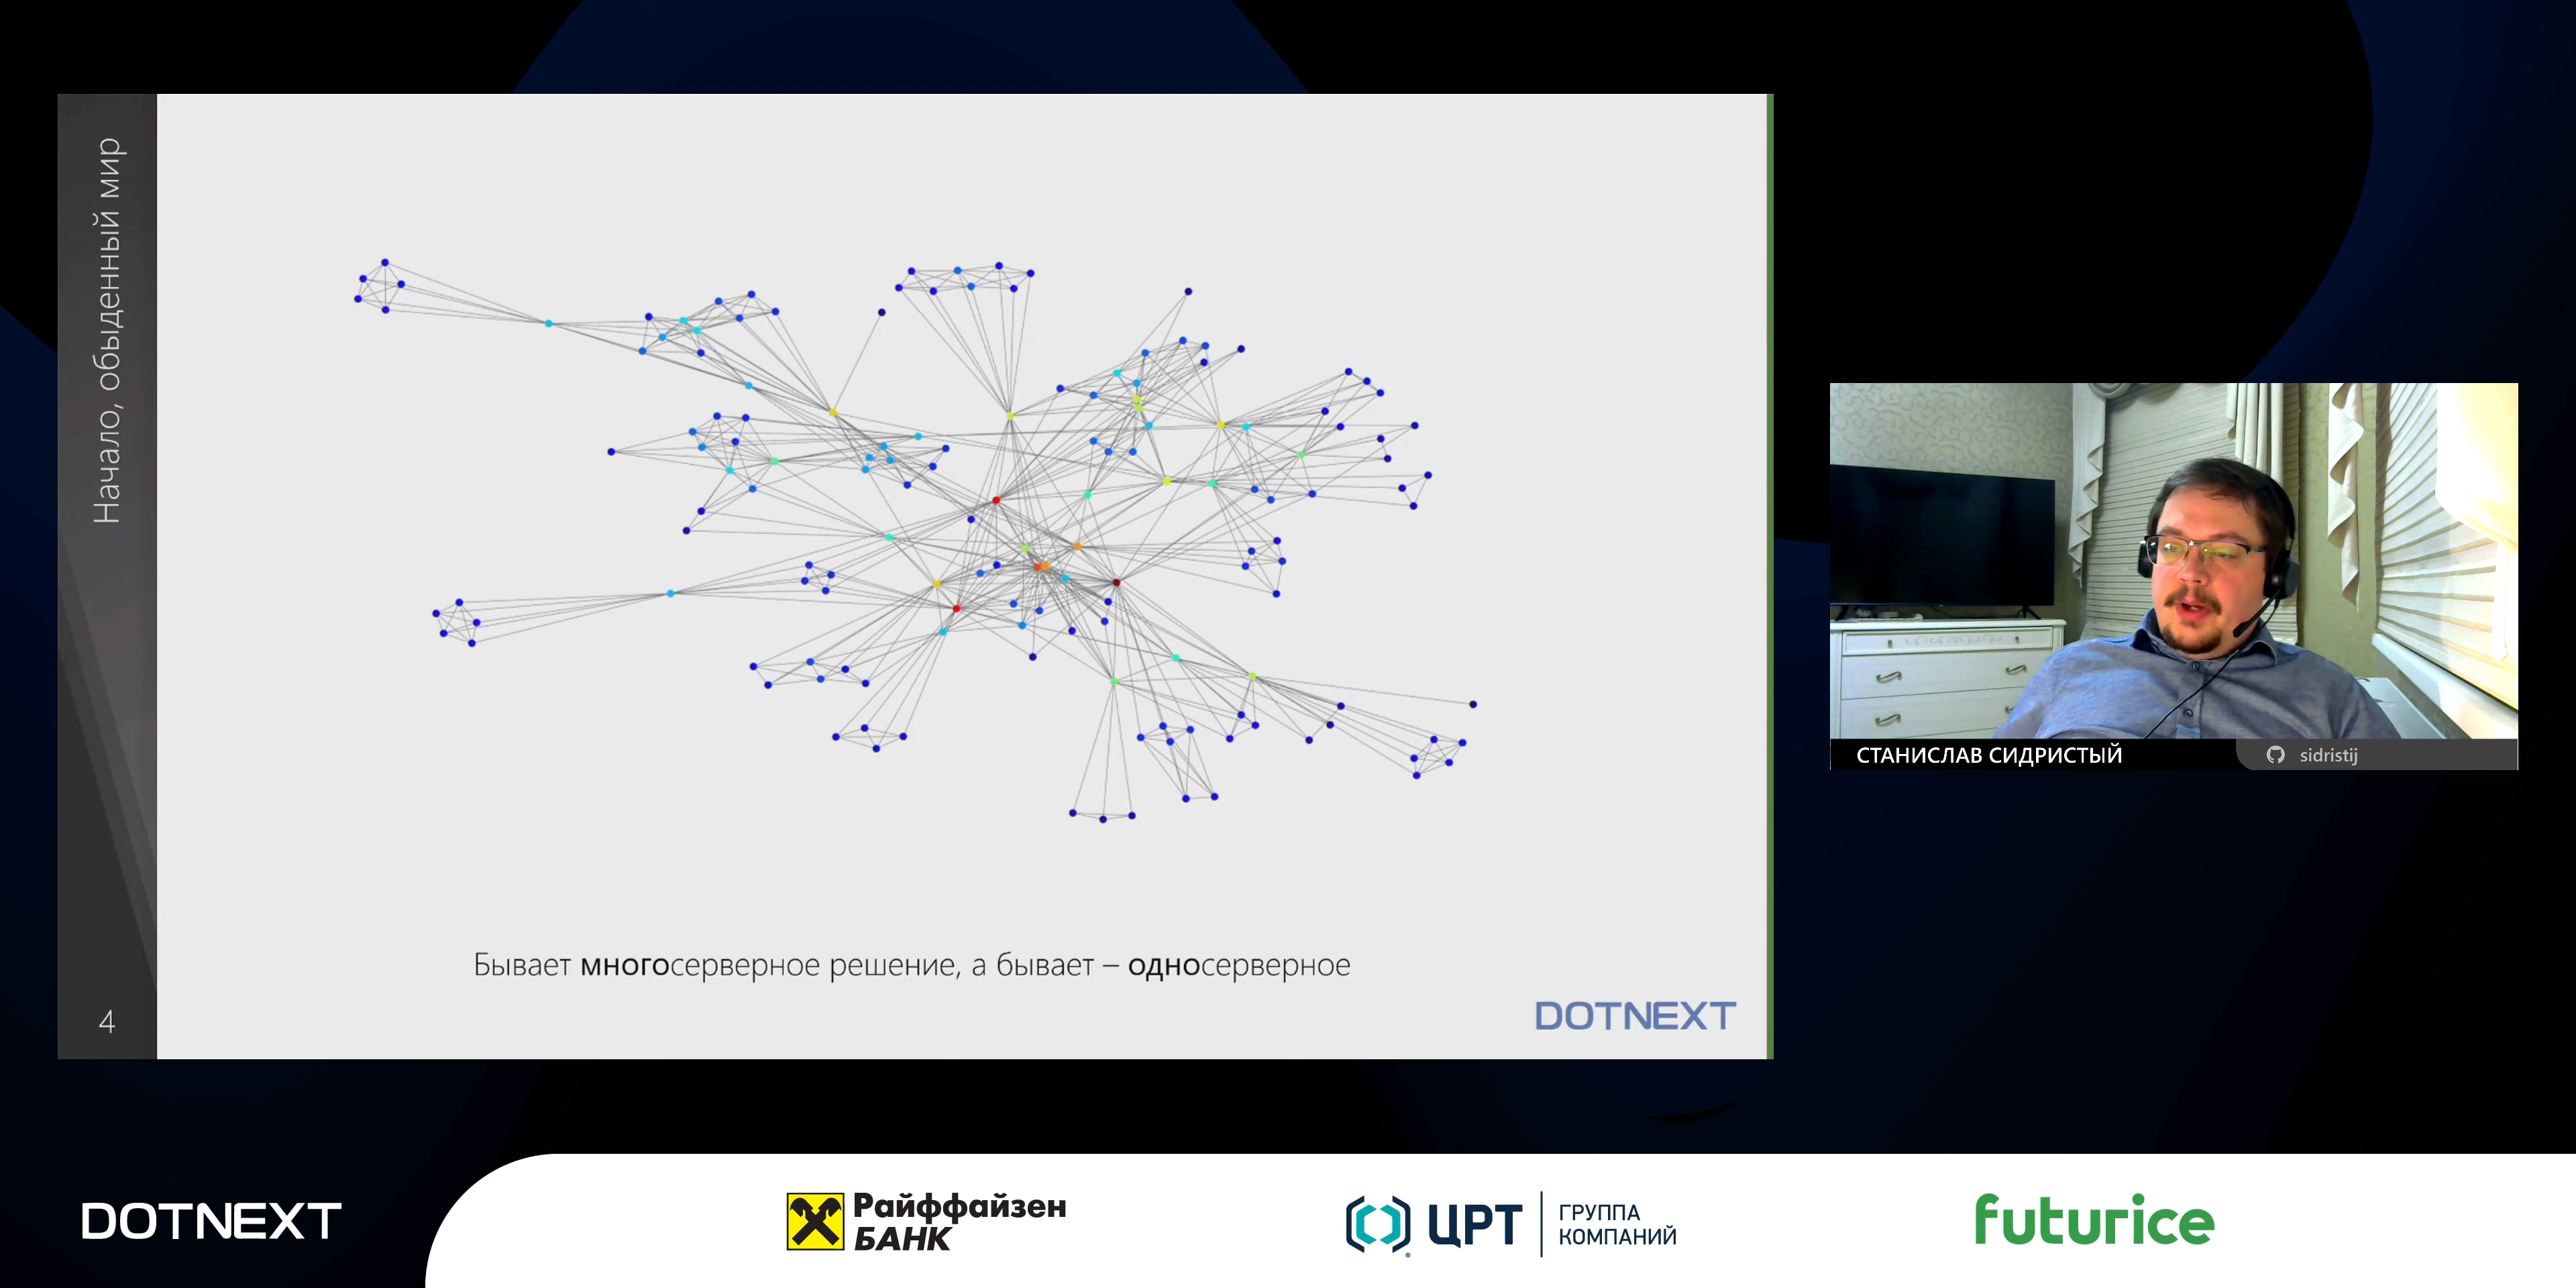 Начало, обыденный мир
4
Бывает многосерверное решение, а бывает – односерверное
DOTNEXT
СТАНИСЛАВ СИДРИСТЫЙ
sidristij
DOTNEXT
Райффайзен
БАНК
ЦРТ
ГРУППА
КОМПАНИЙ
futurice